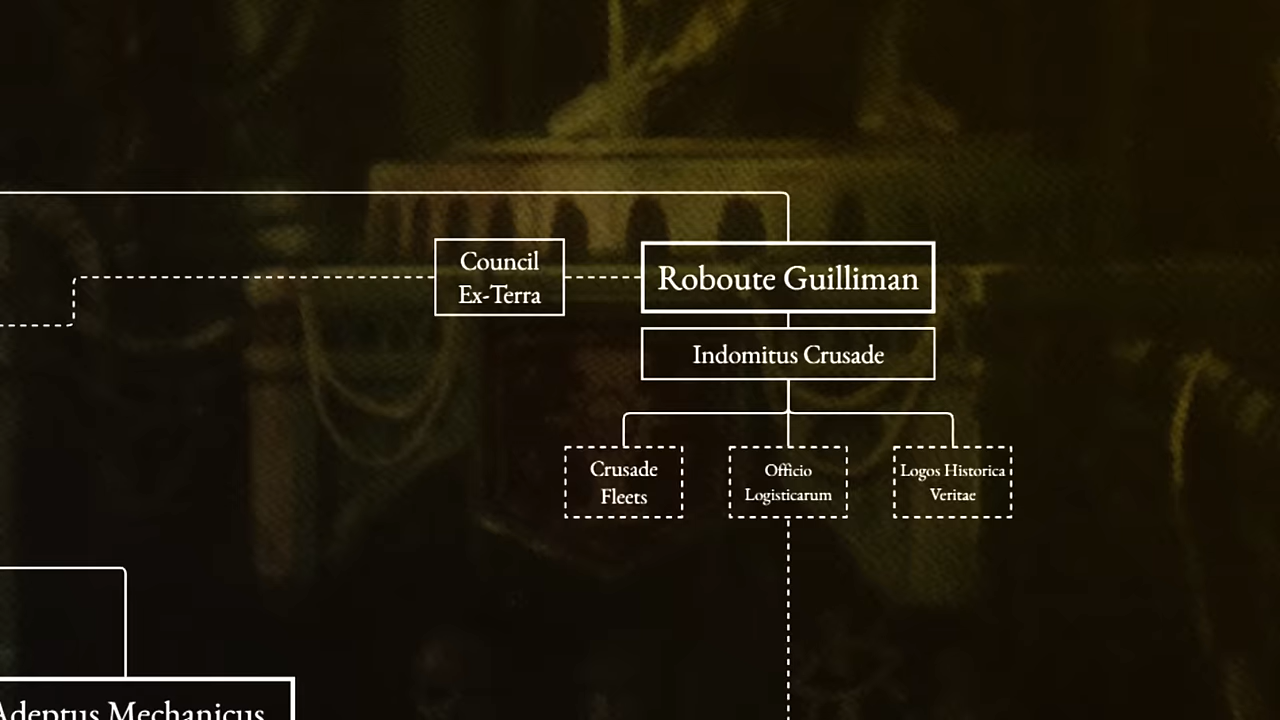 Council
Ex-Terra
Roboute Guilliman
Indomitus Crusade
Crusade
Fleets
Officio
Logisticarum
Logos Historica
Veritae
Adeptus Mechanicus